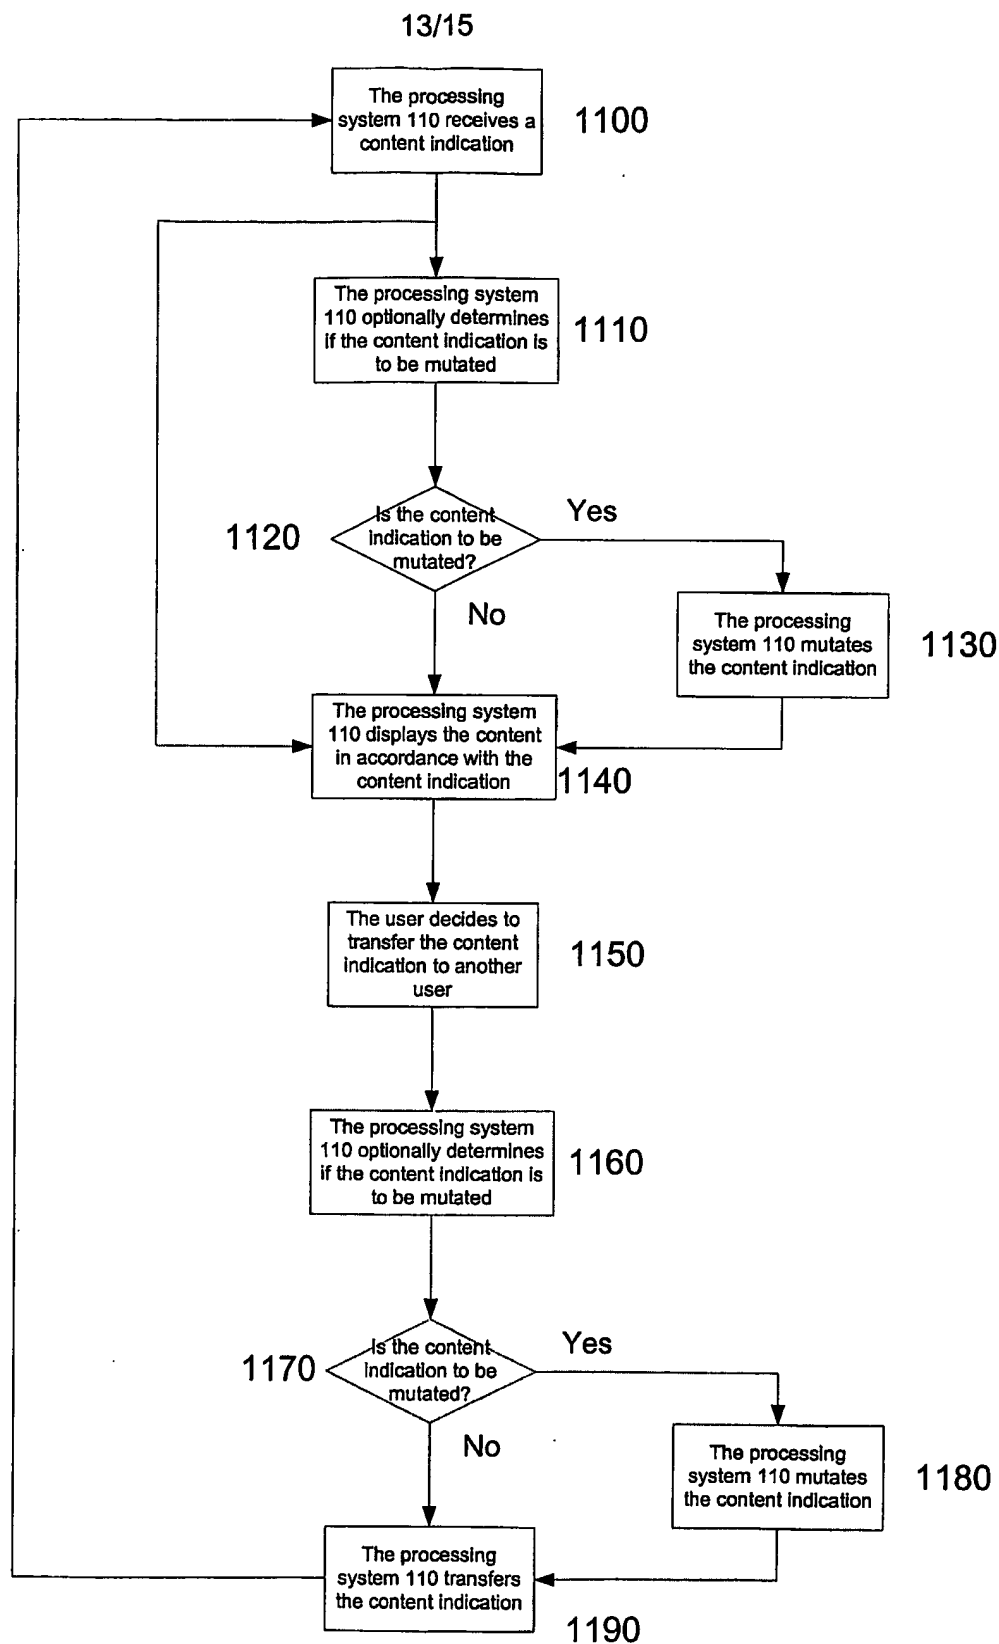 13/15
The processing
system 110 receives a
content indication
1100
The processing system
110 optionally determines
if the content indication is
to be mutated
1110
Is the content
indication to be
mutated?
1120
Yes
No
The processing
system 110 mutates
the content indication
1130
The processing system
110 displays the content
in accordance with the
content indication
1140
The user decides to
transfer the content
indication to another
user
1150
The processing system
110 optionally determines
if the content indication is
to be mutated
1160
Is the content
indication to be
mutated?
1170
Yes
No
The processing
system 110 mutates
the content indication
1180
The processing
system 110 transfers
the content indication
1190